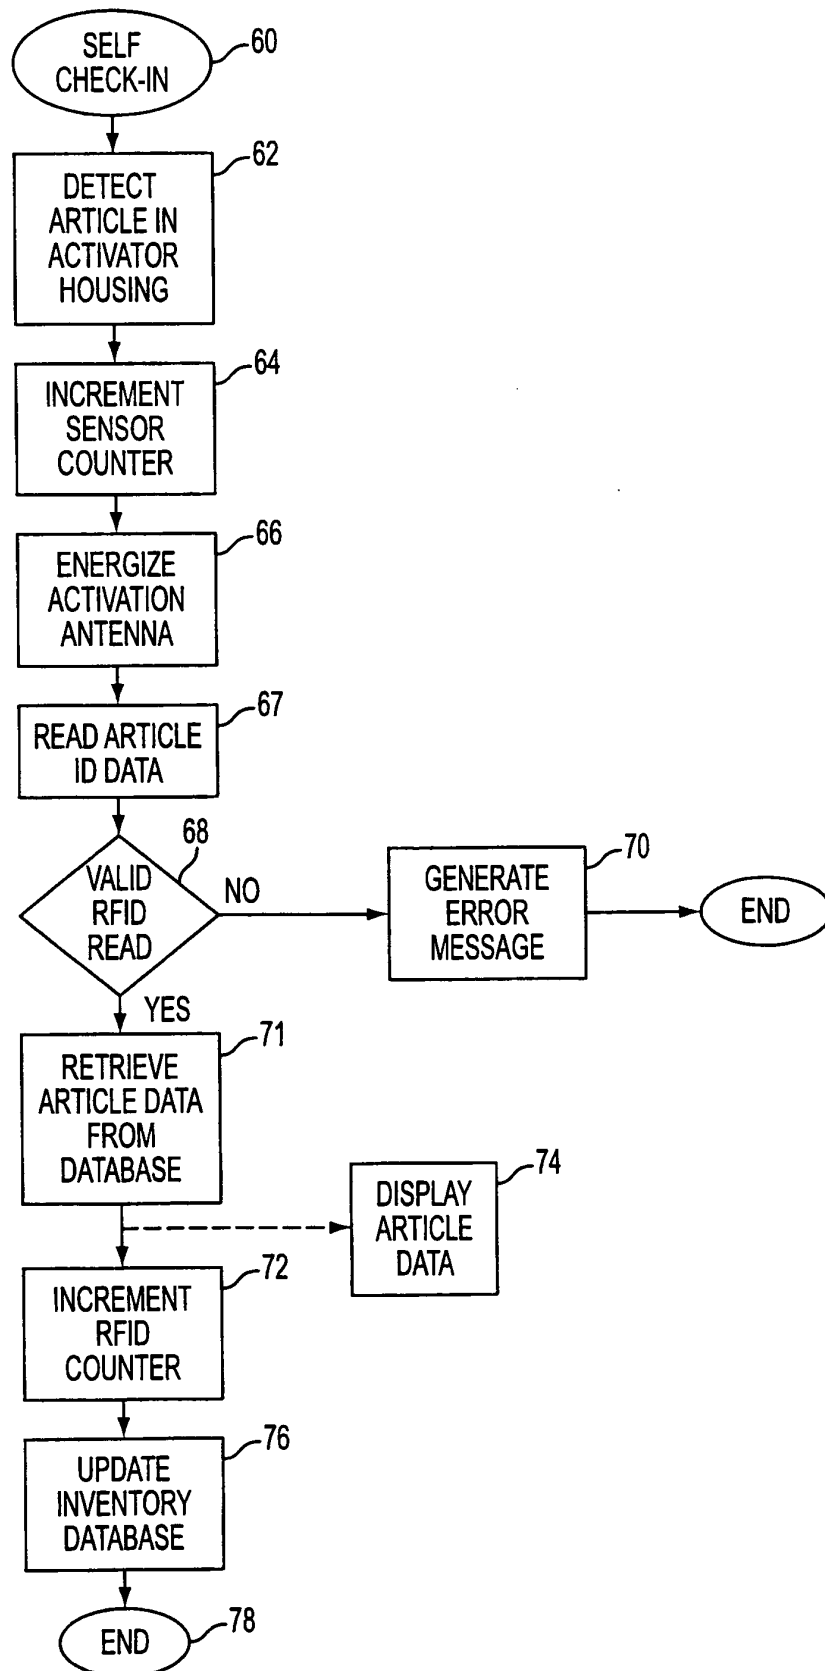 SELF
CHECK-IN
60
62
DETECT
ARTICLE IN
ACTIVATOR
HOUSING
64
INCREMENT
SENSOR
COUNTER
66
ENERGIZE
ACTIVATION
ANTENNA
67
READ ARTICLE
ID DATA
68
VALID
RFID
READ
NO
70
GENERATE
ERROR
MESSAGE
END
YES
71
RETRIEVE
ARTICLE DATA
FROM
DATABASE
74
DISPLAY
ARTICLE
DATA
72
INCREMENT
RFID
COUNTER
76
UPDATE
INVENTORY
DATABASE
END
78